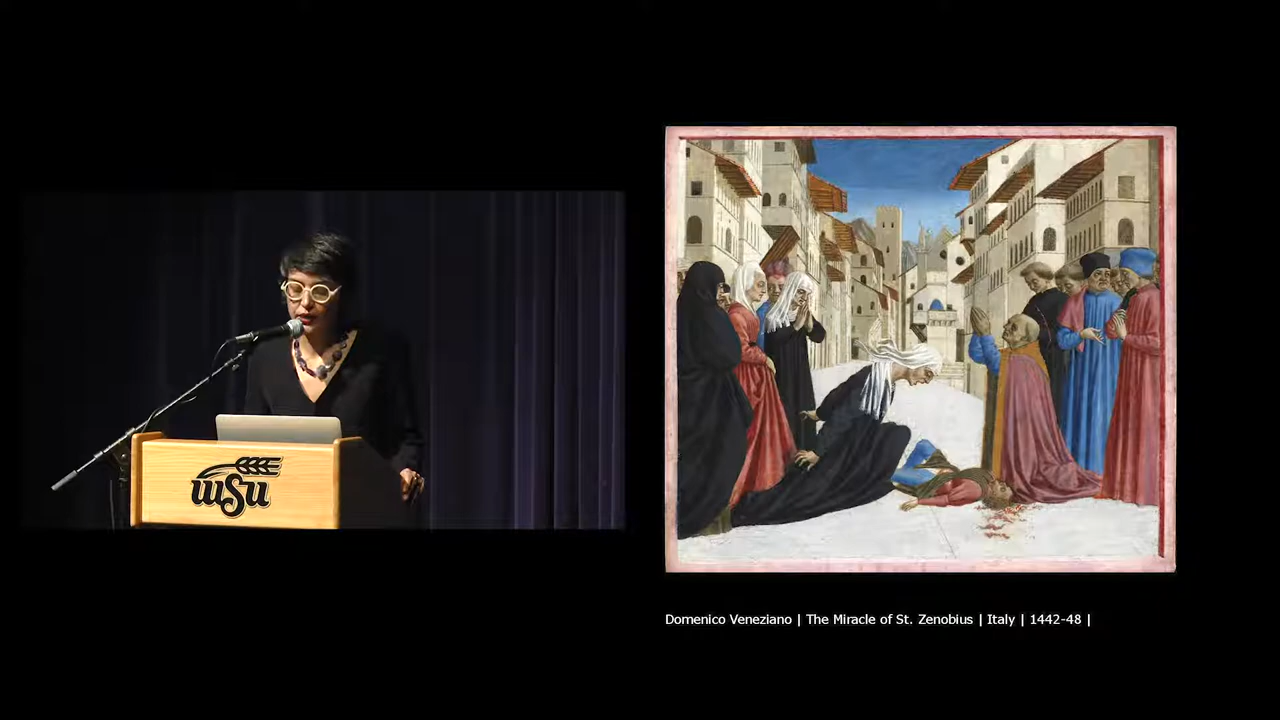 wsu
Domenico Veneziano | The Miracle of St. Zenobius | Italy | 1442-48 |